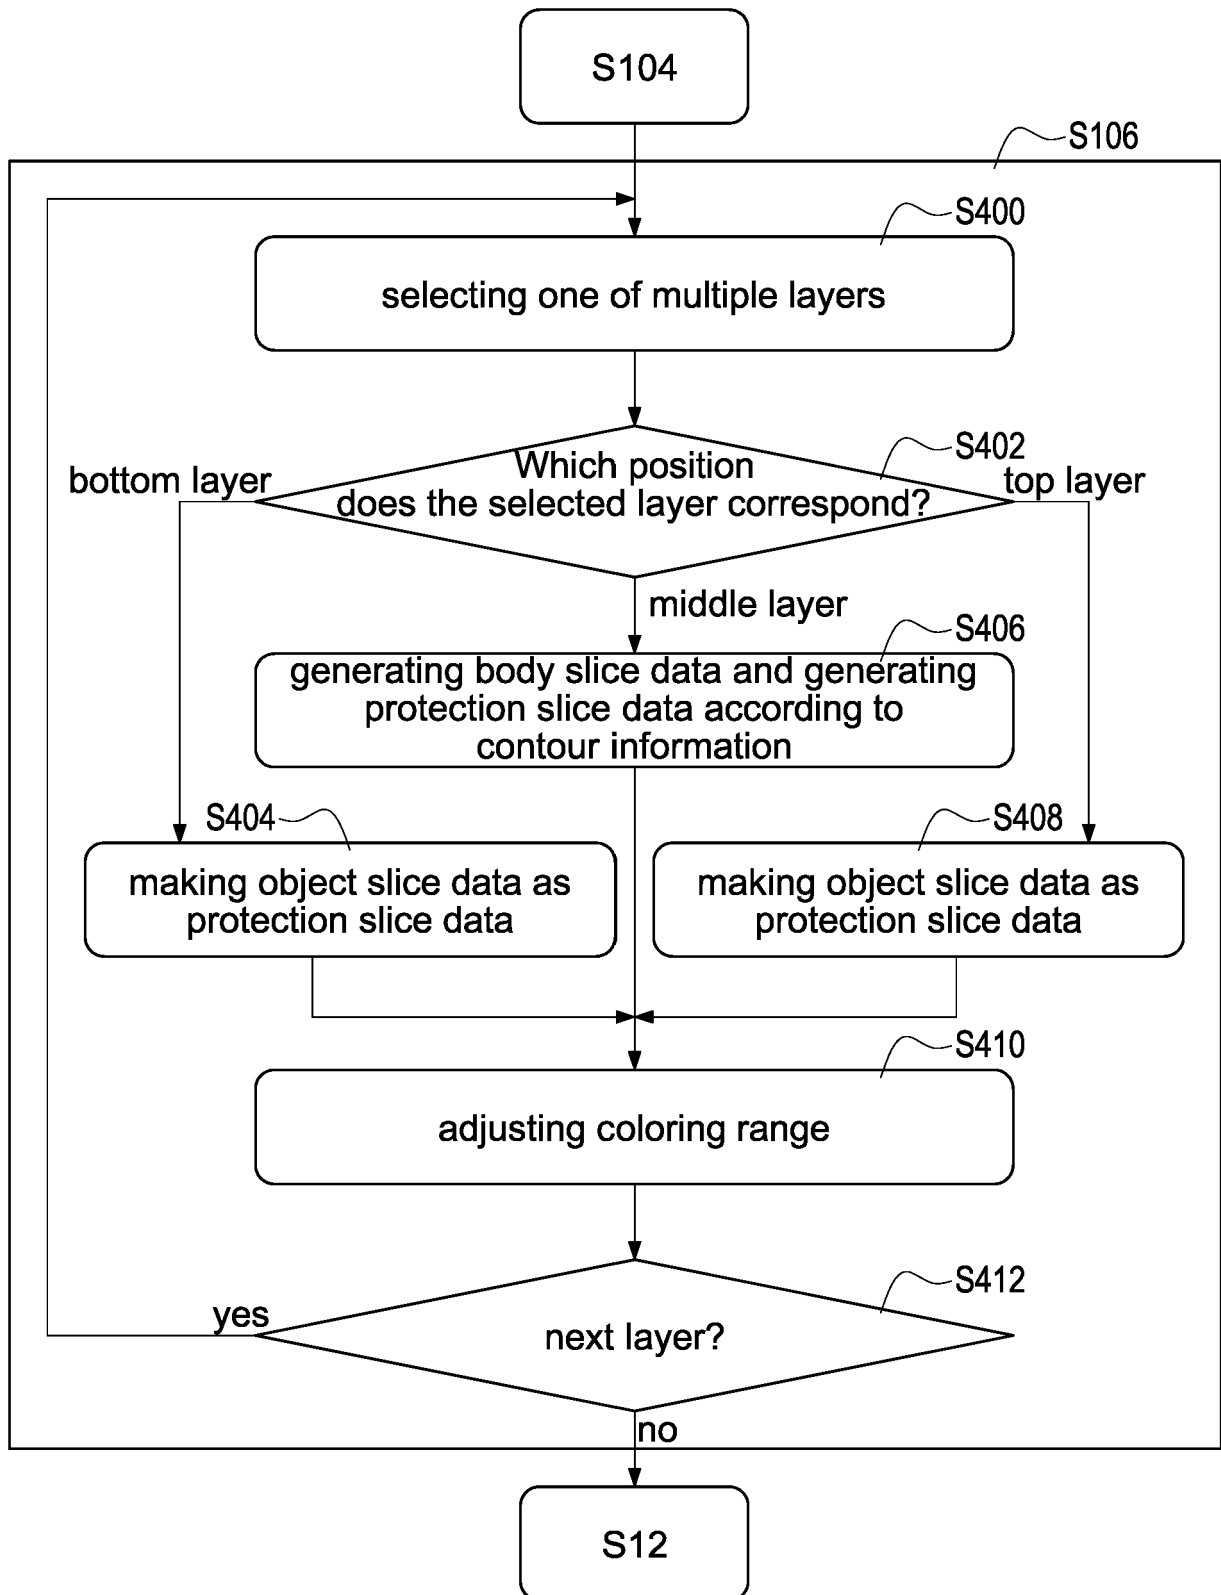 S104
S106
S400
selecting one of multiple layers
S402
bottom layer
Which position
does the selected layer correspond?
top layer
middle layer
S406
generating body slice data and generating
protection slice data according to
contour information
S404
making object slice data as
protection slice data
S408
making object slice data as
protection slice data
S410
adjusting coloring range
S412
yes
next layer?
no
S12